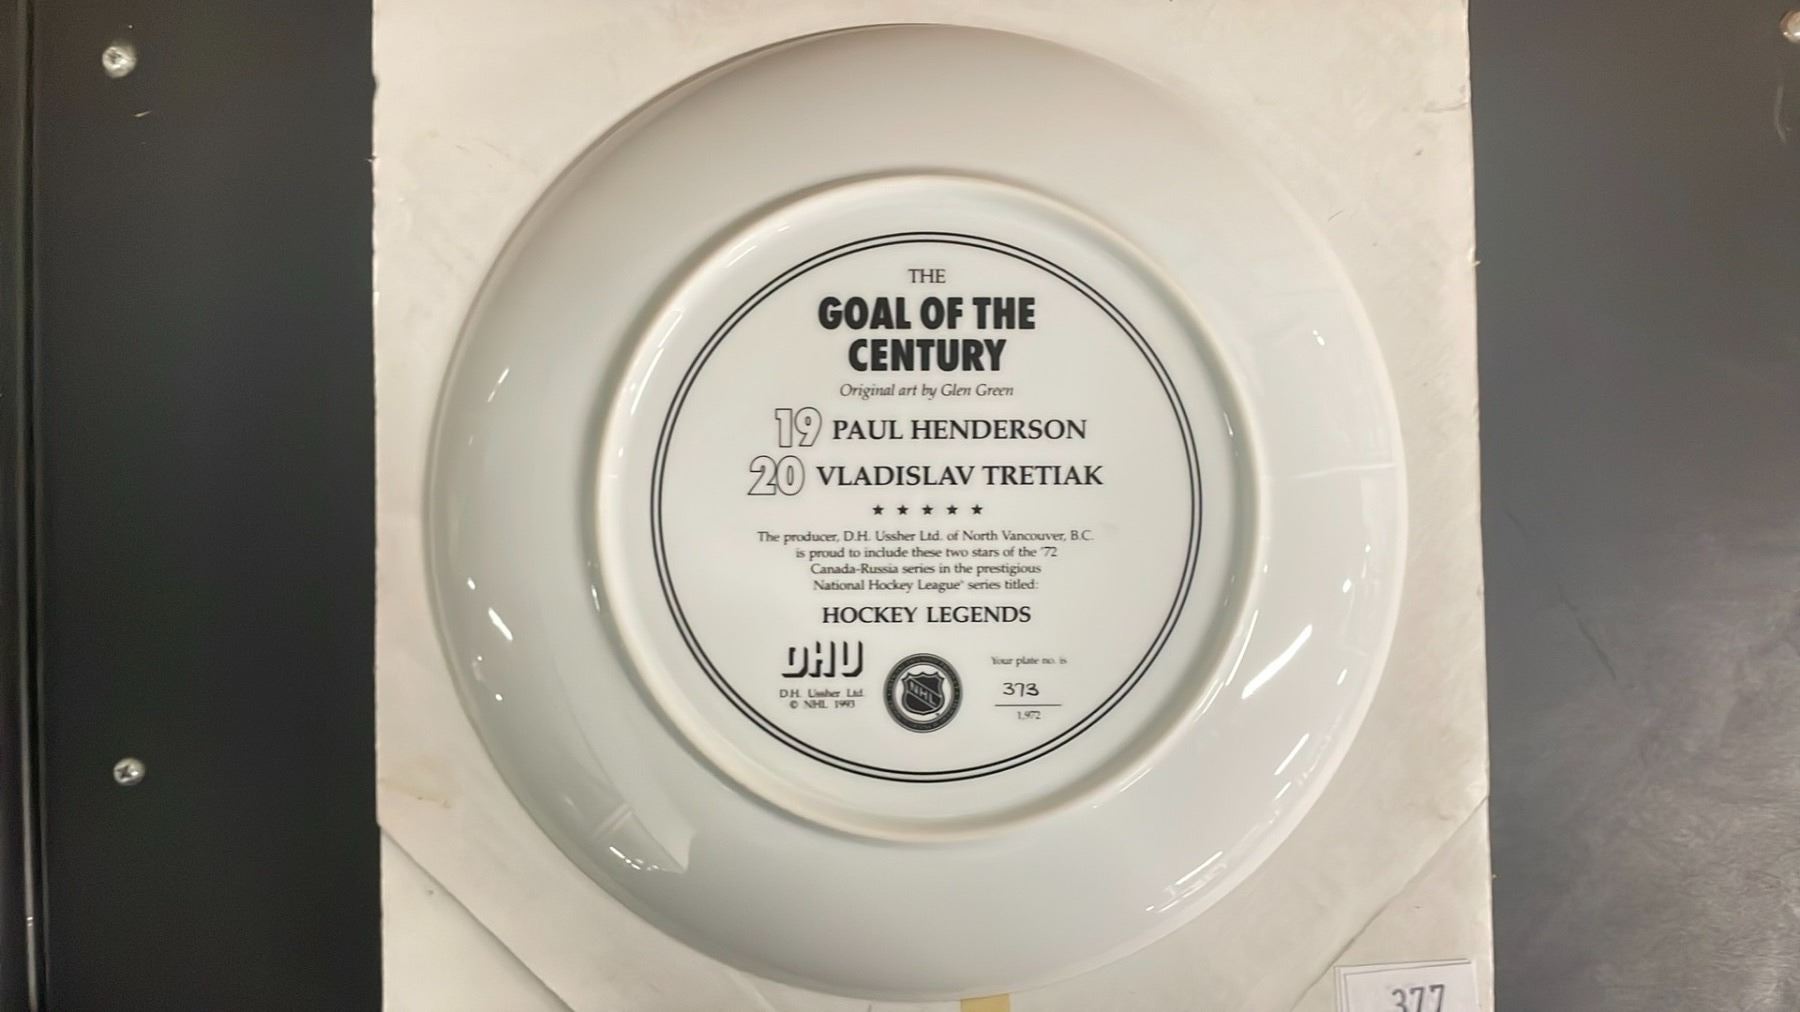 THE
GOAL OF THE
CENTURY
Original art by Glen Green
19 PAUL HENDERSON
20 VLADISLAV TRETIAK
★ ★ ★ ★ ★
The producer, D.H. Ussher Ltd. of North Vancouver, B.C.
is proud to include these two stars of the '72
Canada-Russia series in the prestigious
National Hockey League* series titled:
HOCKEY LEGENDS
DHU
D.H. Ussher Ltd.
© NHL 1993
NHL
Your plate no. is
373
1,972
377